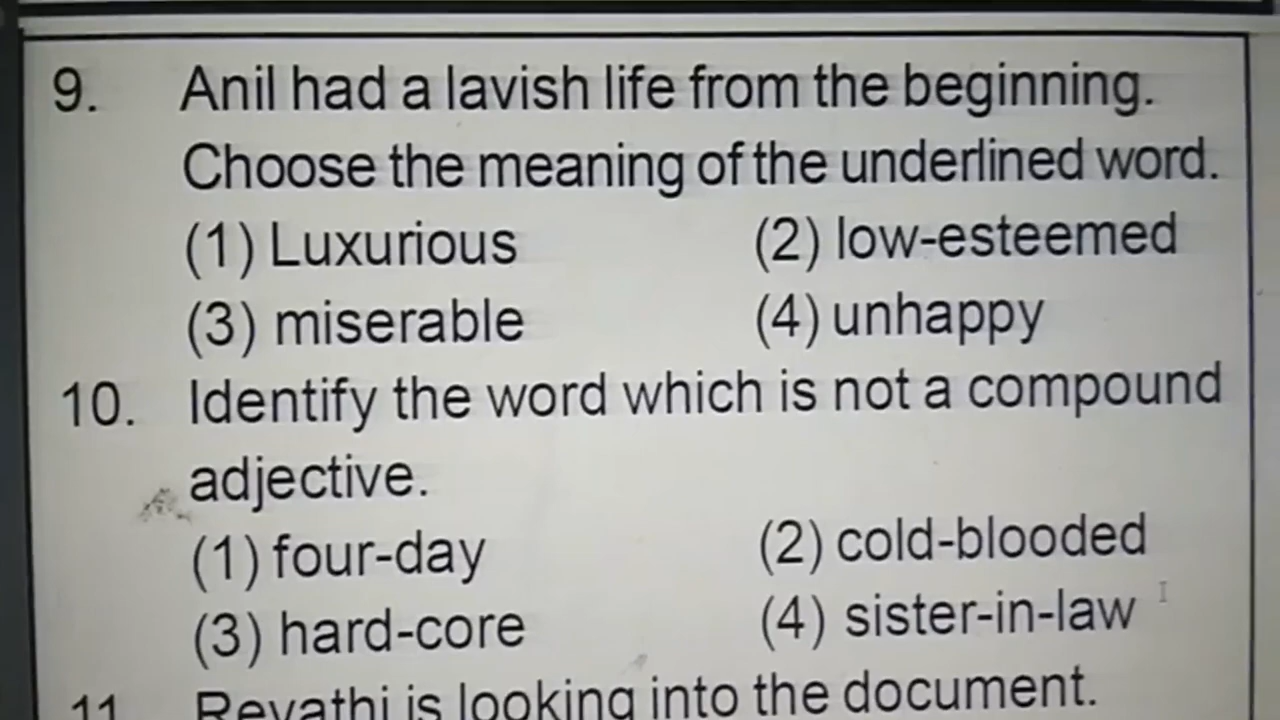 9. Anil had a lavish life from the beginning.
Choose the meaning of the underlined word.
(1) Luxurious (2) low-esteemed
(3) miserable (4) unhappy
10. Identify the word which is not a compound
adjective.
(1) four-day (2) cold-blooded
(3) hard-core (4) sister-in-law
11 Revathi is looking into the document.